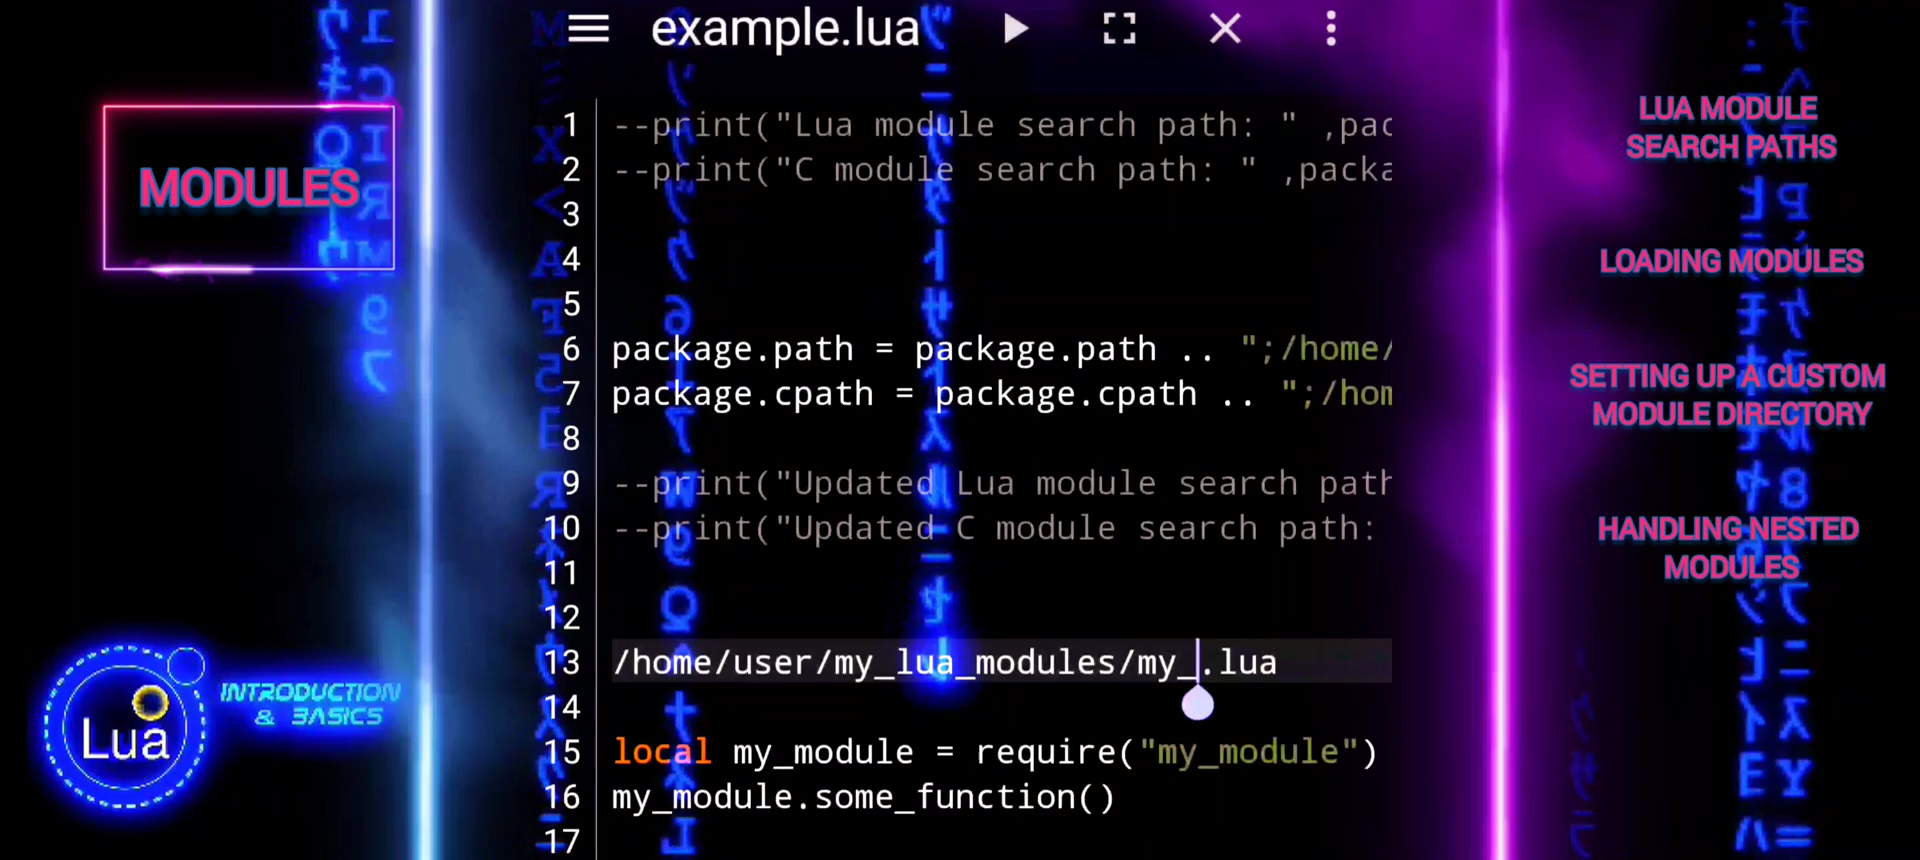 MODULES
Lua
INTRODUCTION
& BASICS
example.lua
1 --print("Lua module search path: " ,pac
2 --print("C module search path: " ,packa
3
4
5
6 package.path = package.path .. ";/home/
7 package.cpath = package.cpath .. ";/hom
8
9 --print("Updated Lua module search path
10 --print("Updated C module search path:
11
12
13 /home/user/my_lua_modules/my_.lua
14
15 local my_module = require("my_module")
16 my_module.some_function()
17
LUA MODULE
SEARCH PATHS
LOADING MODULES
SETTING UP A CUSTOM
MODULE DIRECTORY
HANDLING NESTED
MODULES